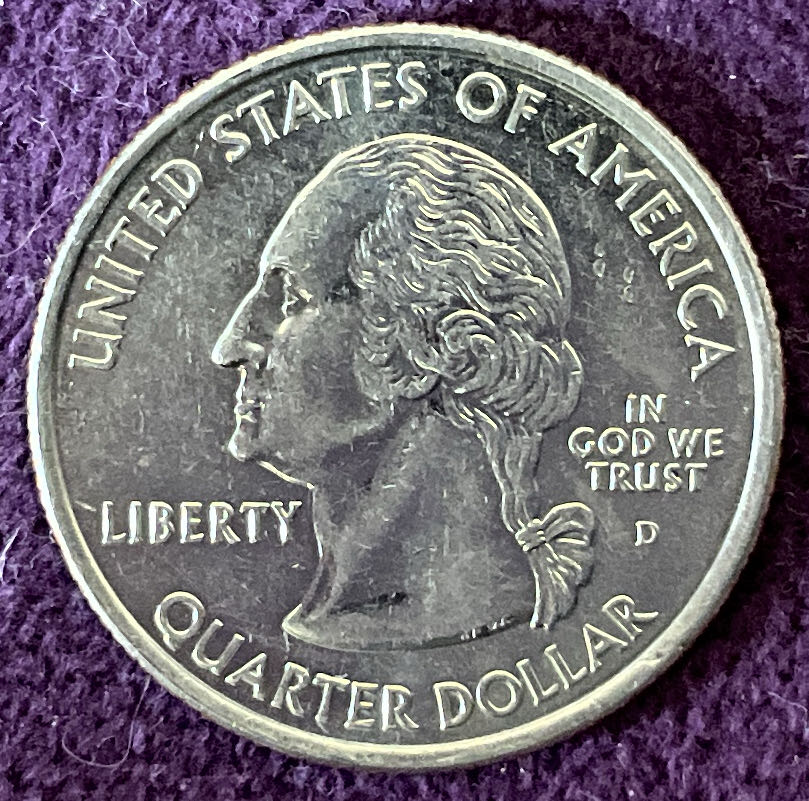 UNITED STATES OF AMERICA
IN
GOD WE
TRUST
LIBERTY
D
QUARTER DOLLAR